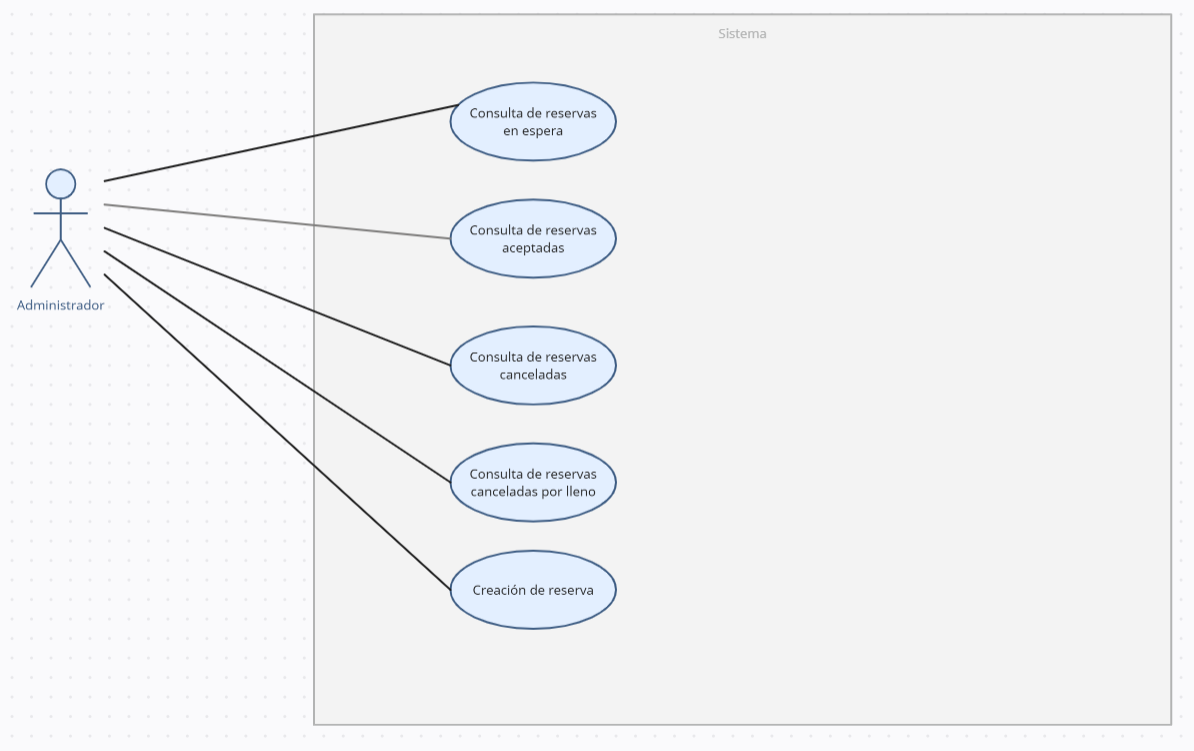 Sistema
Consulta de reservas
en espera
Consulta de reservas
aceptadas
Administrador
Consulta de reservas
canceladas
Consulta de reservas
canceladas por lleno
Creación de reserva